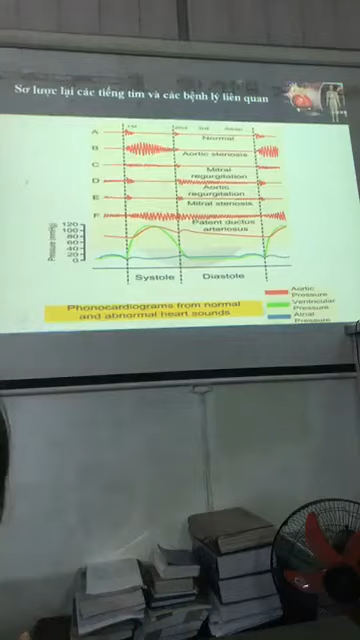 Sơ lược lại các tiếng tim và các bệnh lý liên quan
A
Normal
B
Aortic stenosis
C
Mitral
regurgitation
D
Aortic
regurgitation
E
Mitral stenosis
F
Patent ductus
arteriosus
Pressure (mmHg)
120
100
80
60
40
20
0
Systole
Diastole
Phonocardiograms from normal
and abnormal heart sounds
Aortic
Pressure
Ventricular
Pressure
Atrial
Pressure